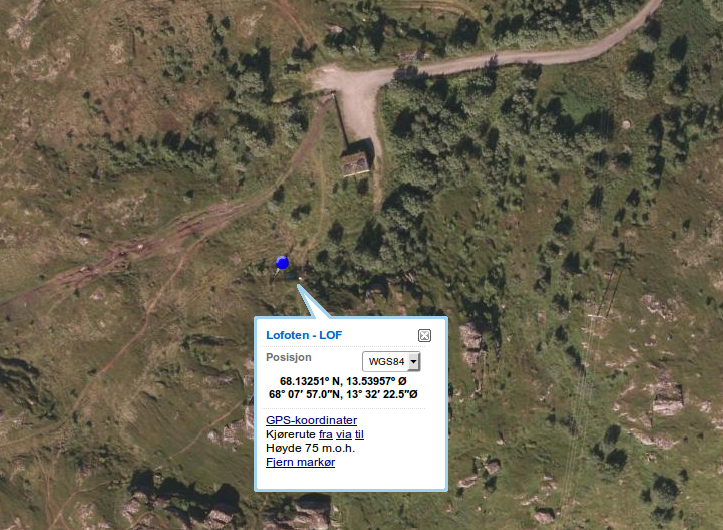 Lofoten - LOF
Posisjon
WGS84
68.13251° N, 13.53957° Ø
68° 07′ 57.0″N, 13° 32′ 22.5″Ø
GPS-koordinater
Kjørerute fra via til
Høyde 75 m.o.h.
Fjern markør